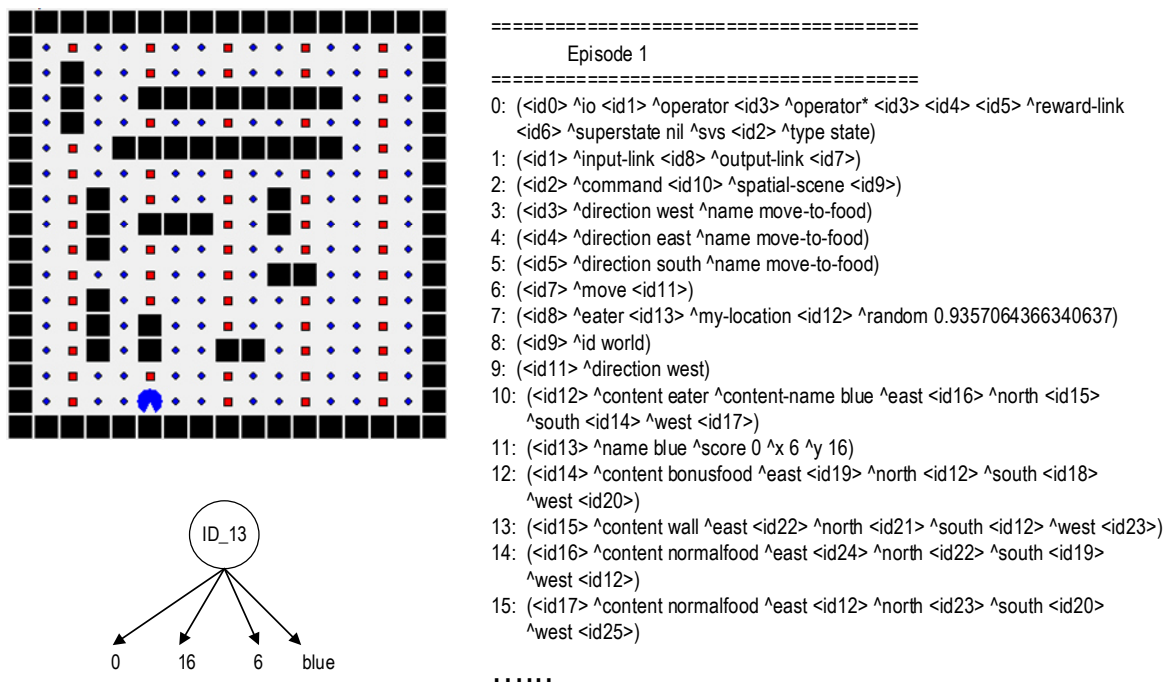 ========================================
Episode 1
========================================
0: (<id0> ^io <id1> ^operator <id3> ^operator* <id3> <id4> <id5> ^reward-link
<id6> ^superstate nil ^svs <id2> ^type state)
1: (<id1> ^input-link <id8> ^output-link <id7>)
2: (<id2> ^command <id10> ^spatial-scene <id9>)
3: (<id3> ^direction west ^name move-to-food)
4: (<id4> ^direction east ^name move-to-food)
5: (<id5> ^direction south ^name move-to-food)
6: (<id7> ^move <id11>)
7: (<id8> ^eater <id13> ^my-location <id12> ^random 0.9357064366340637)
8: (<id9> ^id world)
9: (<id11> ^direction west)
10: (<id12> ^content eater ^content-name blue ^east <id16> ^north <id15>
^south <id14> ^west <id17>)
11: (<id13> ^name blue ^score 0 ^x 6 ^y 16)
12: (<id14> ^content bonusfood ^east <id19> ^north <id12> ^south <id18>
^west <id20>)
13: (<id15> ^content wall ^east <id22> ^north <id21> ^south <id12> ^west <id23>)
14: (<id16> ^content normalfood ^east <id24> ^north <id22> ^south <id19>
^west <id12>)
15: (<id17> ^content normalfood ^east <id12> ^north <id23> ^south <id20>
^west <id25>)
......
ID_13
0 16 6 blue